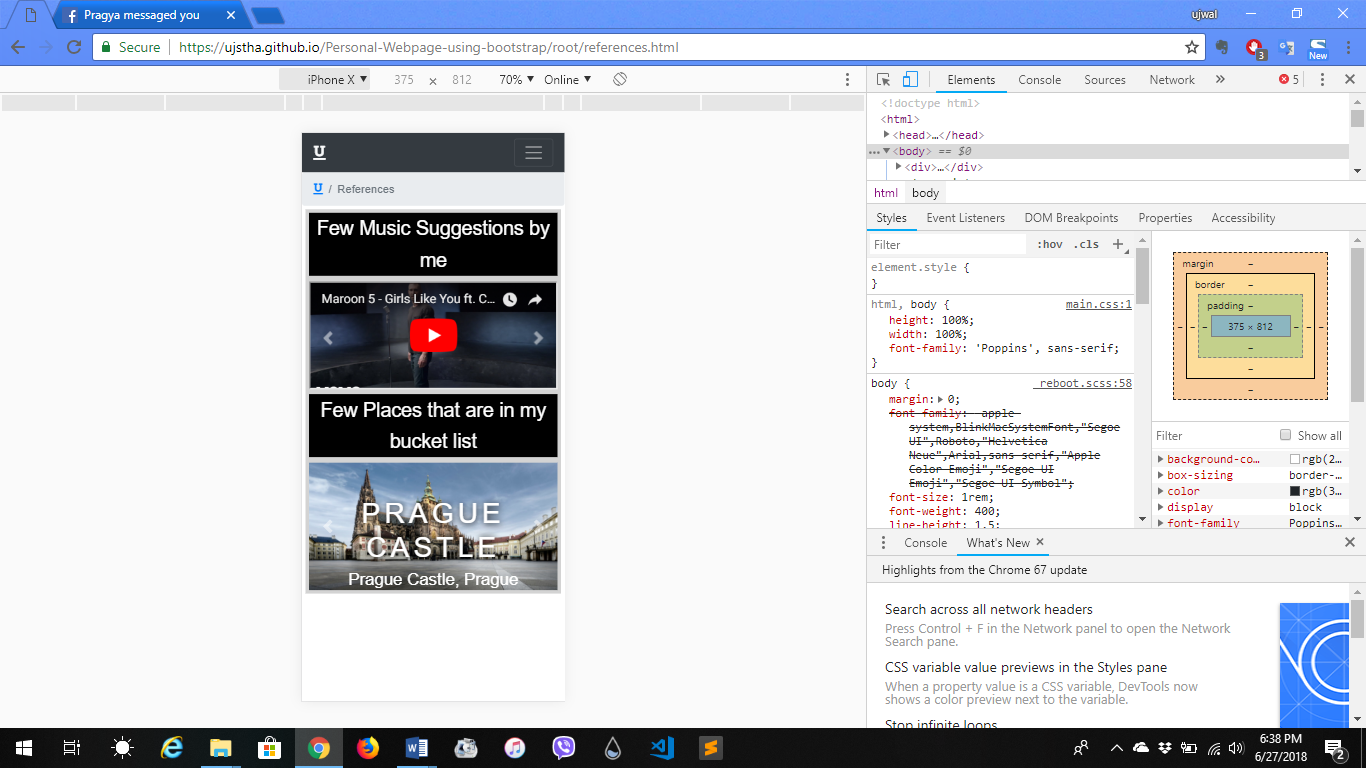 Pragya messaged you
ujwal
Secure
https://ujstha.github.io/Personal-Webpage-using-bootstrap/root/references.html
3
New
iPhone X ▼ 375 × 812 70% ▼ Online ▼
Elements Console Sources Network » 5
<!doctype html>
<html>
<head>…</head>
…<body> == $0
<div>…</div>
html body
Styles Event Listeners DOM Breakpoints Properties Accessibility
Filter :hov .cls +
element.style {
}
html, body { main.css:1
height: 100%;
width: 100%;
font-family: 'Poppins', sans-serif;
}
body { _reboot.scss:58
margin: 0;
font-family: -apple-
system,BlinkMacSystemFont,"Segoe
UI",Roboto,"Helvetica
Neue",Arial,sans-serif,"Apple
Color Emoji","Segoe UI
Emoji","Segoe UI Symbol";
font-size: 1rem;
font-weight: 400;
line-height: 1.5;
margin –
border –
padding –
– – – 375 × 812 – – –
–
–
–
Filter Show all
background-co… rgb(2…
box-sizing border-…
color rgb(3…
display block
font-family Poppins…
U
U / References
Few Music Suggestions by
me
Maroon 5 - Girls Like You ft. C…
Few Places that are in my
bucket list
PRAGUE
CASTLE
Prague Castle, Prague
Console What's New ×
Highlights from the Chrome 67 update
Search across all network headers
Press Control + F in the Network panel to open the Network
Search pane.
CSS variable value previews in the Styles pane
When a property value is a CSS variable, DevTools now
shows a color preview next to the variable.
Stop infinite loops
6:38 PM
6/27/2018
2